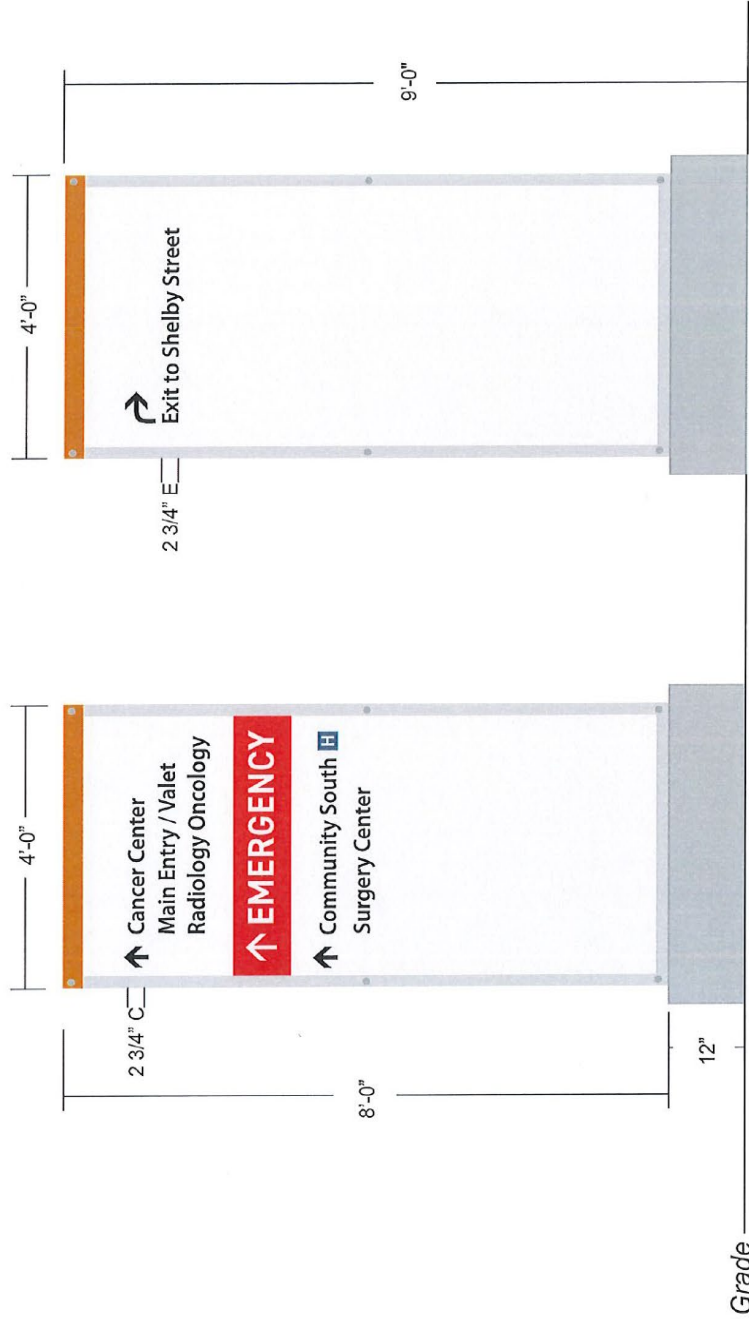 4'-0"
4'-0"
2 3/4" C
Cancer Center
Main Entry / Valet
Radiology Oncology
EMERGENCY
Community South H
Surgery Center
8'-0"
12"
2 3/4" E
Exit to Shelby Street
9'-0"
Grade